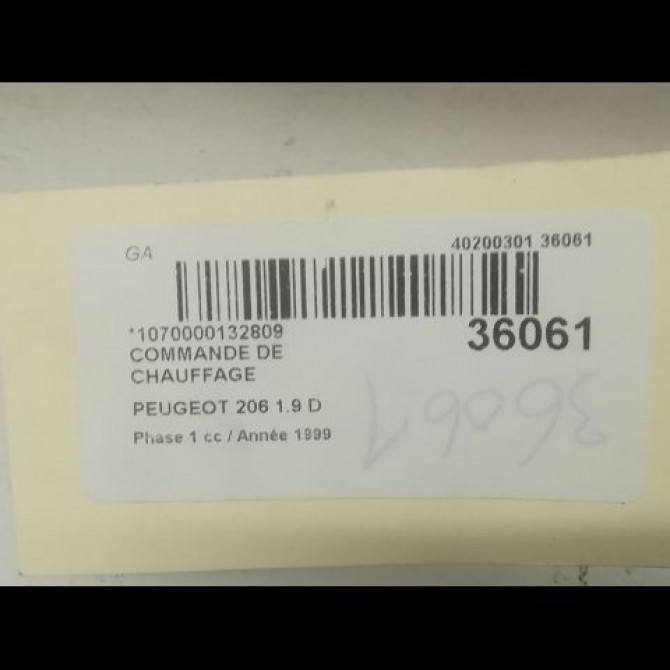 GA
40200301 36061
*1070000132809
36061
COMMANDE DE
CHAUFFAGE
PEUGEOT 206 1.9 D
Phase 1 cc / Année 1999
36061